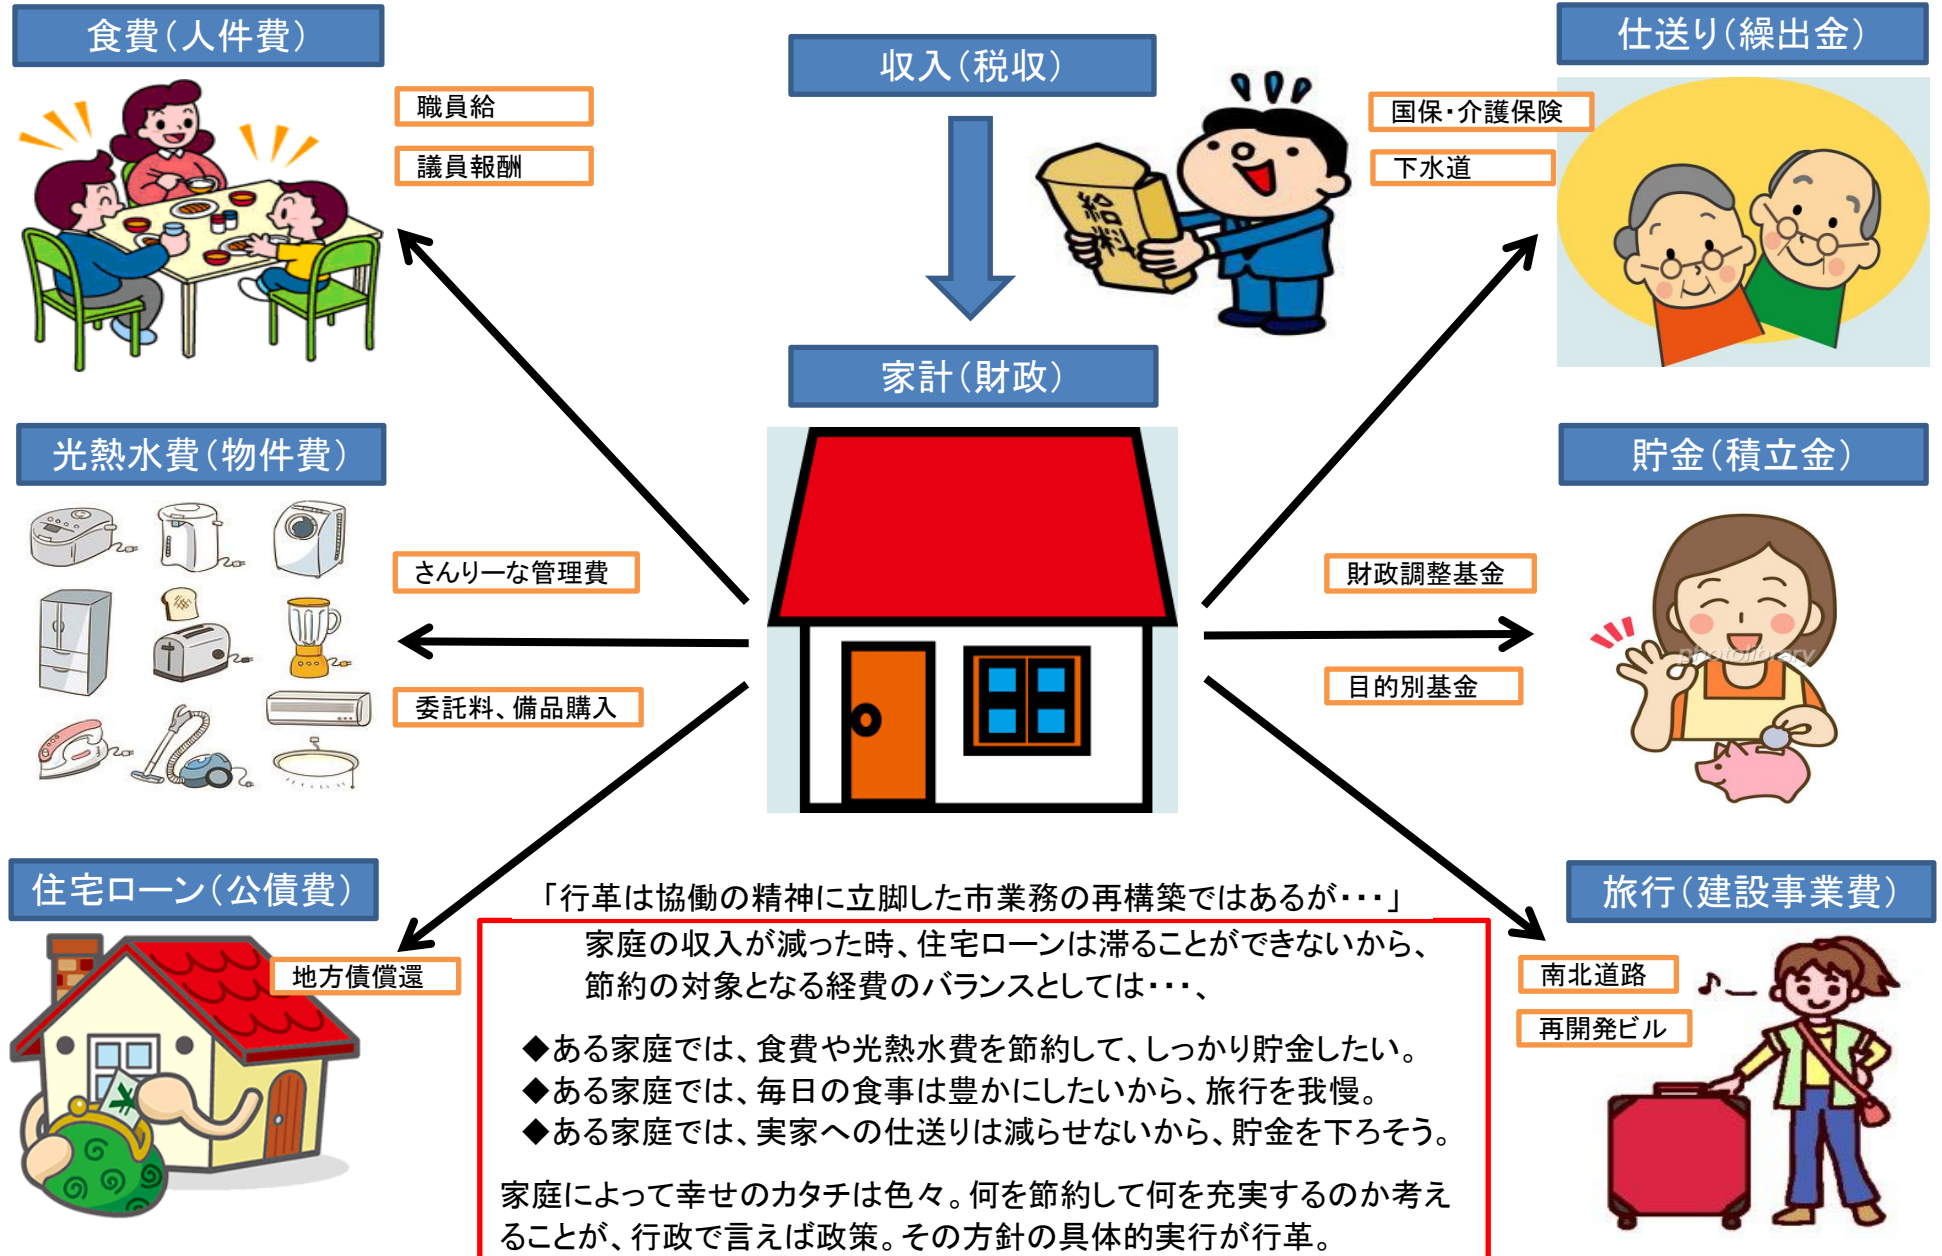 食費（人件費）
職員給
議員報酬
収入（税収）
給料
仕送り（繰出金）
国保・介護保険
下水道
家計（財政）
光熱水費（物件費）
さんりーな管理費
委託料、備品購入
貯金（積立金）
財政調整基金
目的別基金
photolibrary
住宅ローン（公債費）
地方債償還
¥
旅行（建設事業費）
南北道路
再開発ビル
「行革は協働の精神に立脚した市業務の再構築ではあるが・・・」
家庭の収入が減った時、住宅ローンは滞ることができないから、
節約の対象となる経費のバランスとしては・・・、
◆ある家庭では、食費や光熱水費を節約して、しっかり貯金したい。
◆ある家庭では、毎日の食事は豊かにしたいから、旅行を我慢。
◆ある家庭では、実家への仕送りは減らせないから、貯金を下ろそう。
家庭によって幸せのカタチは色々。何を節約して何を充実するのか考え
ることが、行政で言えば政策。その方針の具体的実行が行革。